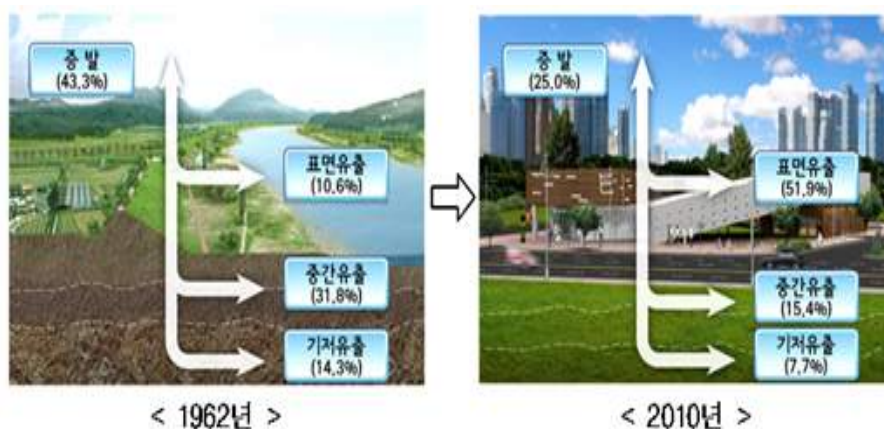 증 발
(43.3%)
표면유출
(10.6%)
중간유출
(31.8%)
기저유출
(14.3%)
< 1962년 >
증 발
(25.0%)
표면유출
(51.9%)
중간유출
(15.4%)
기저유출
(7.7%)
< 2010년 >